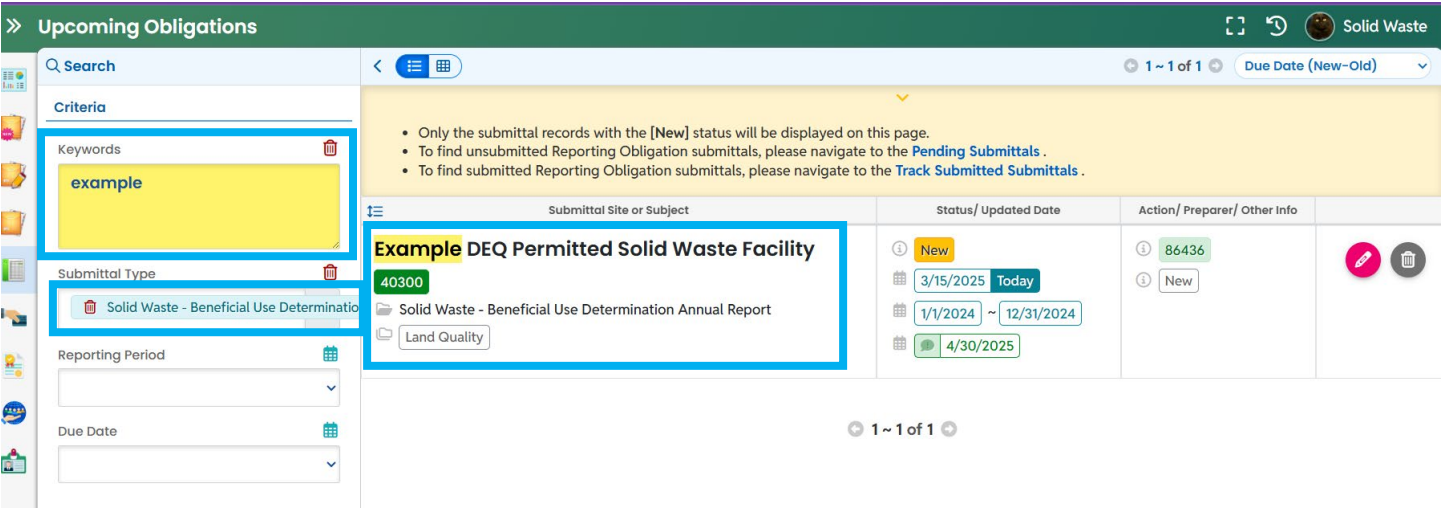 Upcoming Obligations
Solid Waste
Search
1 ~ 1 of 1
Due Date (New-Old)
Criteria
Keywords
example
Submittal Type
Solid Waste - Beneficial Use Determinatio
Reporting Period
Due Date
• Only the submittal records with the [New] status will be displayed on this page.
• To find unsubmitted Reporting Obligation submittals, please navigate to the Pending Submittals .
• To find submitted Reporting Obligation submittals, please navigate to the Track Submitted Submittals .
Submittal Site or Subject
Status/ Updated Date
Action/ Preparer/ Other Info
Example DEQ Permitted Solid Waste Facility
40300
Solid Waste - Beneficial Use Determination Annual Report
Land Quality
New
3/15/2025 Today
1/1/2024 ~ 12/31/2024
4/30/2025
86436
New
1 ~ 1 of 1